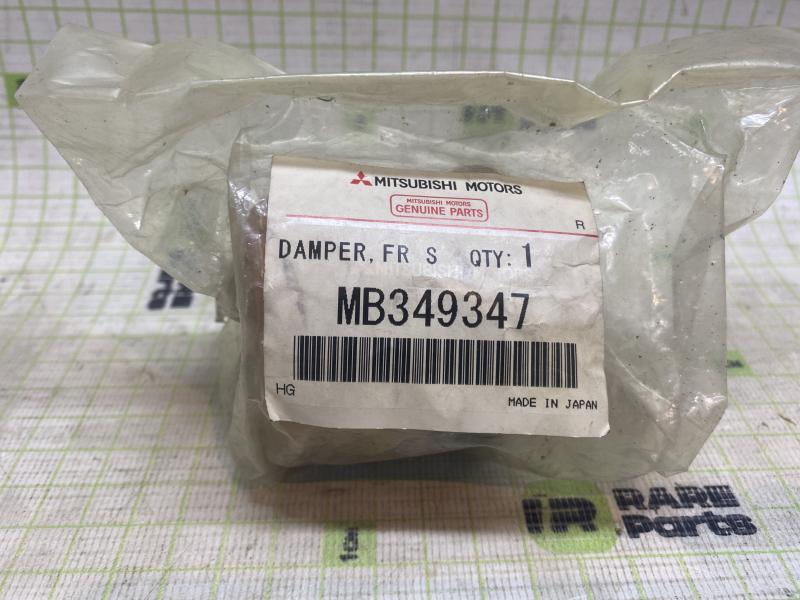 MITSUBISHI MOTORS
MITSUBISHI MOTORS
GENUINE PARTS
R
DAMPER, FR S QTY: 1
MB349347
HG
MADE IN JAPAN
RARE
Parts